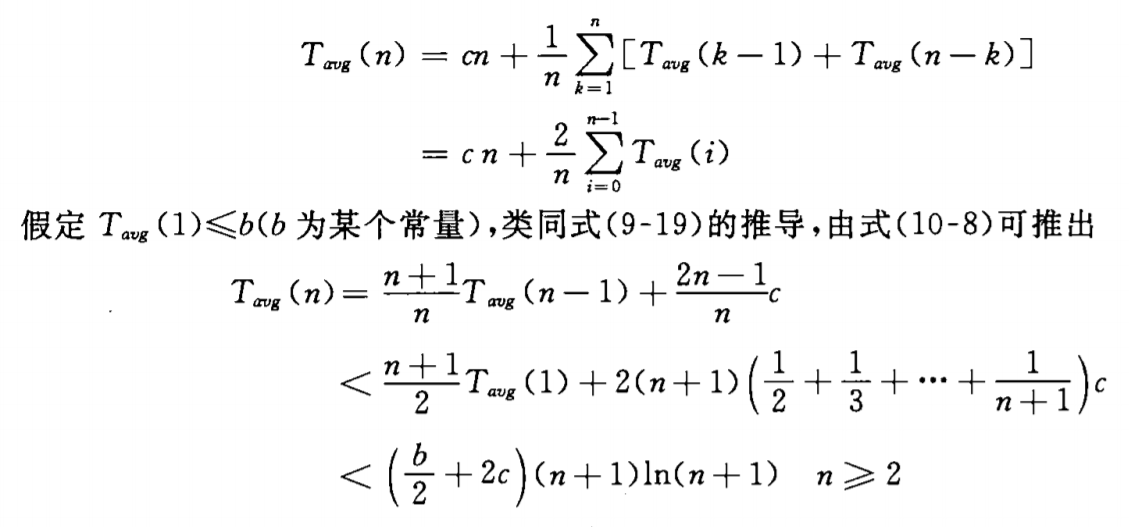 T_{avg}(n) = cn + \frac{1}{n} \sum_{k=1}^{n} [T_{avg}(k-1) + T_{avg}(n-k)]
= c n + \frac{2}{n} \sum_{i=0}^{n-1} T_{avg}(i)
假定 T_{avg}(1)≤b(b 为某个常量),类同式(9-19)的推导,由式(10-8)可推出
T_{avg}(n) = \frac{n+1}{n} T_{avg}(n-1) + \frac{2n-1}{n} c
< \frac{n+1}{2} T_{avg}(1) + 2(n+1) \left( \frac{1}{2} + \frac{1}{3} + \cdots + \frac{1}{n+1} \right) c
< \left( \frac{b}{2} + 2c \right) (n+1) \ln(n+1) \quad n \geqslant 2